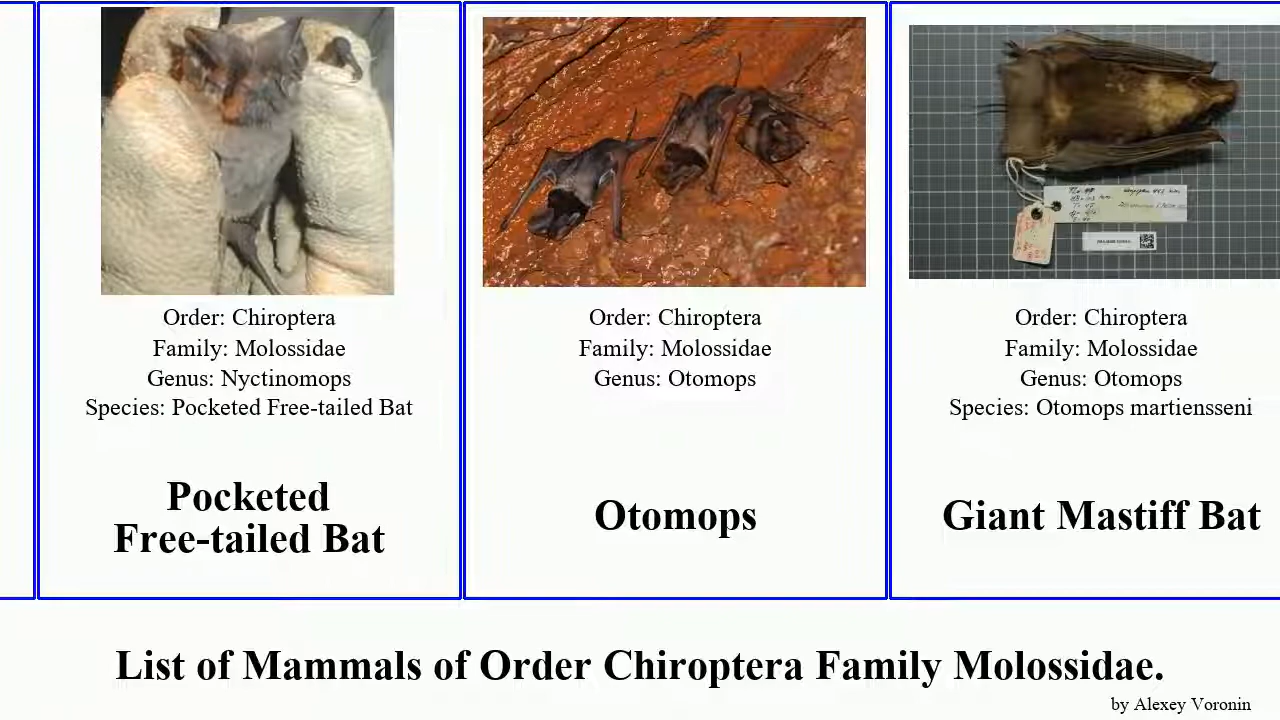 Order: Chiroptera
Family: Molossidae
Genus: Nyctinomops
Species: Pocketed Free-tailed Bat
Pocketed
Free-tailed Bat
Order: Chiroptera
Family: Molossidae
Genus: Otomops
Otomops
Order: Chiroptera
Family: Molossidae
Genus: Otomops
Species: Otomops martiensseni
Giant Mastiff Bat
List of Mammals of Order Chiroptera Family Molossidae.
by Alexey Voronin